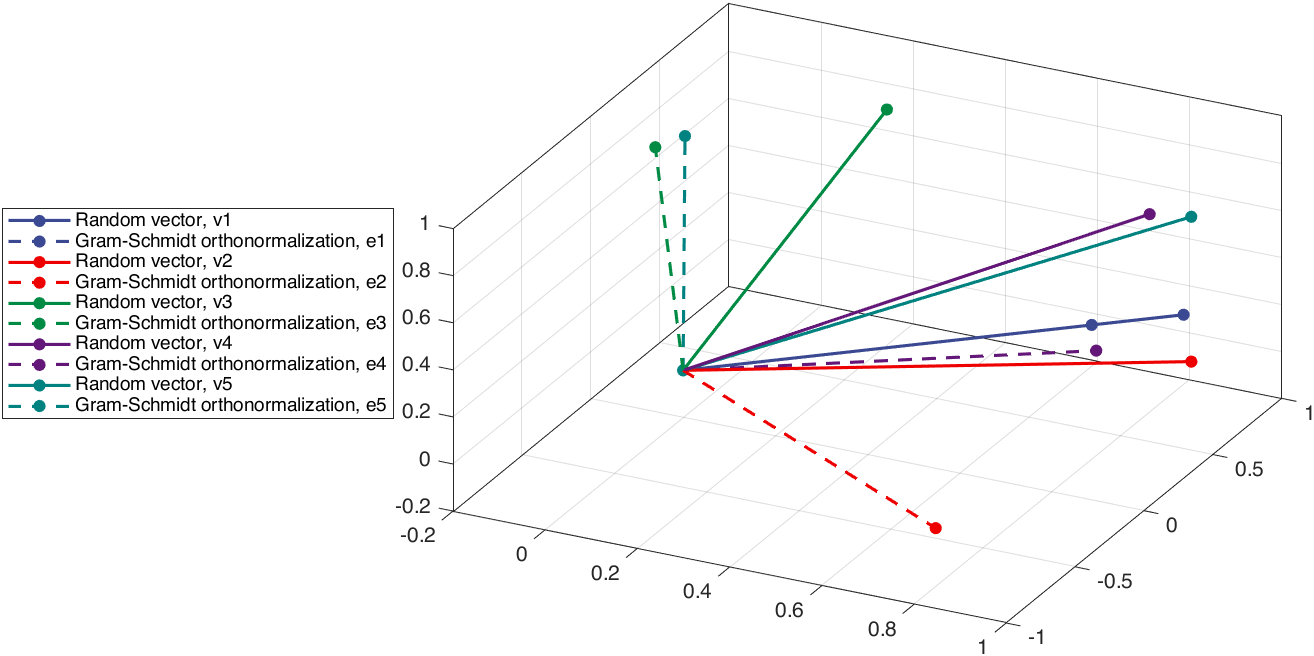 Random vector, v1
Gram-Schmidt orthonormalization, e1
Random vector, v2
Gram-Schmidt orthonormalization, e2
Random vector, v3
Gram-Schmidt orthonormalization, e3
Random vector, v4
Gram-Schmidt orthonormalization, e4
Random vector, v5
Gram-Schmidt orthonormalization, e5
1
0.8
0.6
0.4
0.2
0
-0.2
-0.2
0
0.2
0.4
0.6
0.8
1
-1
-0.5
0
0.5
1